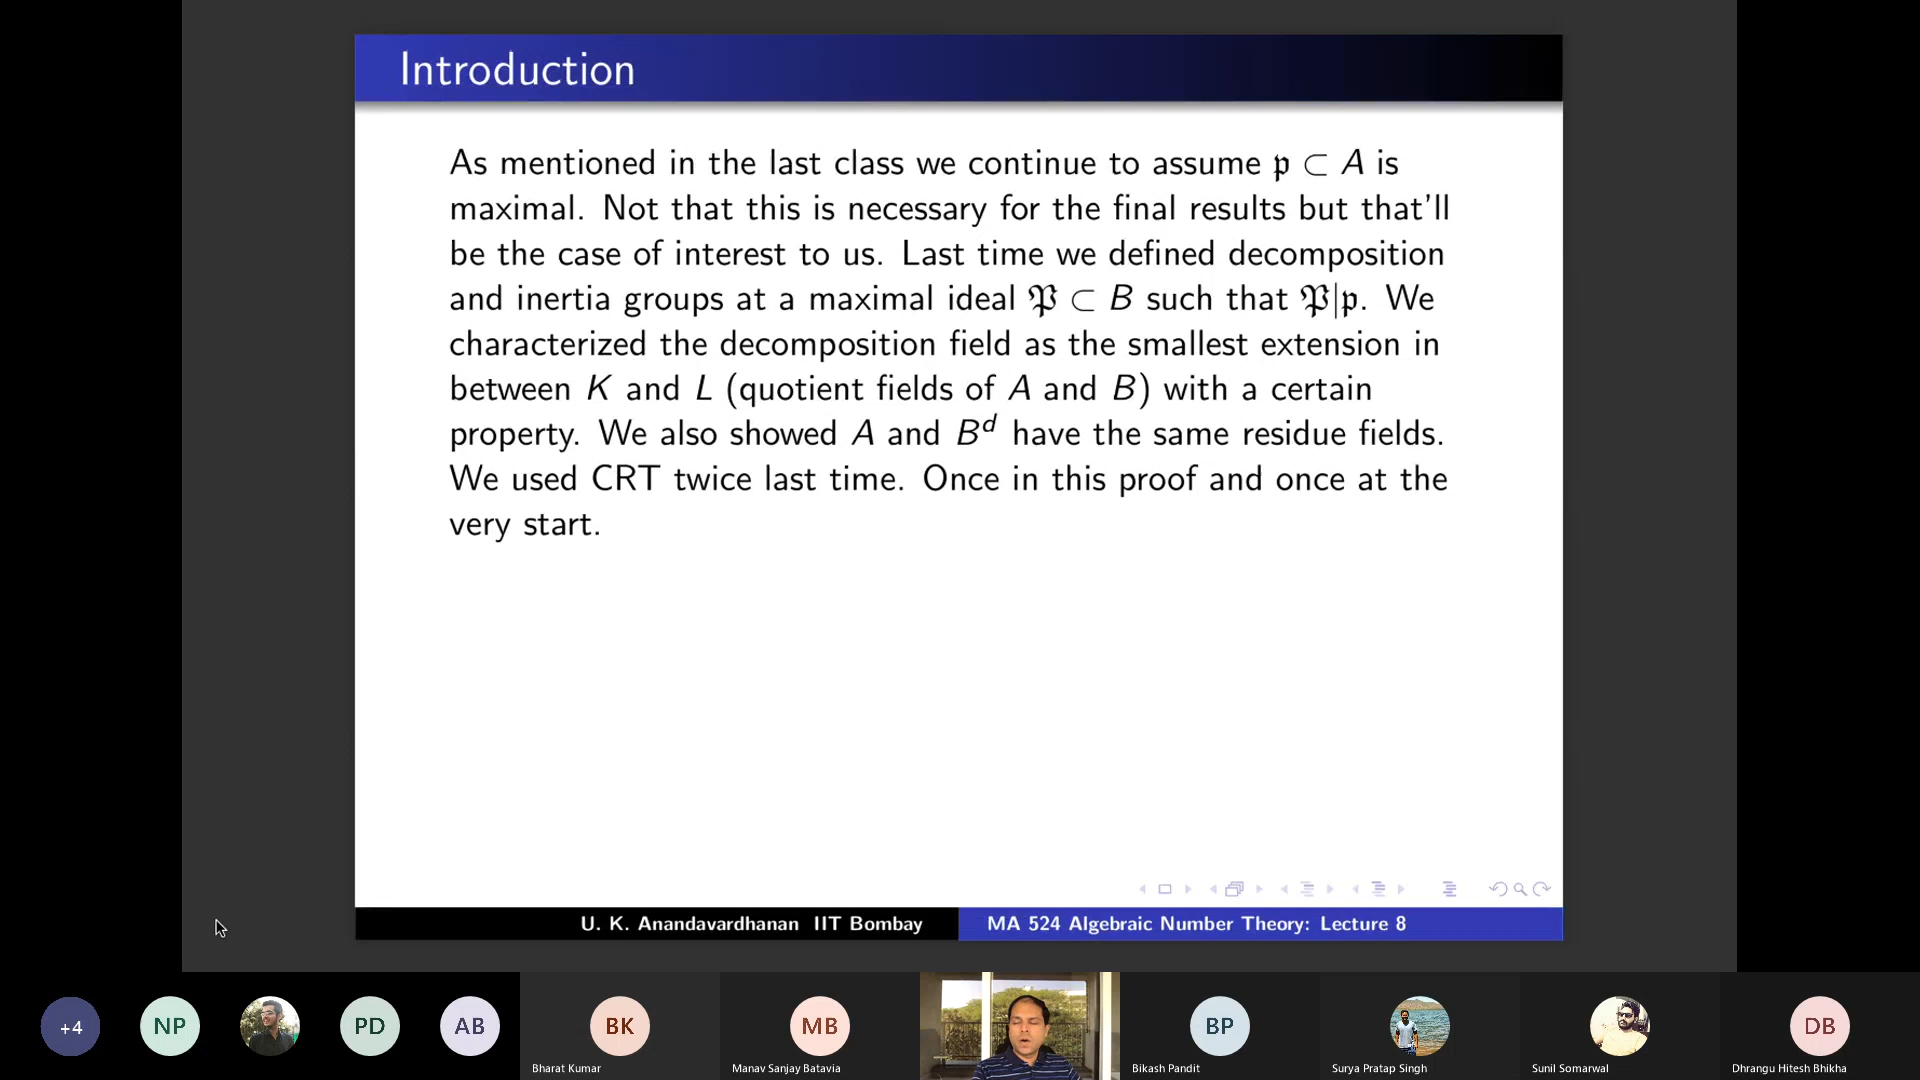 Introduction
As mentioned in the last class we continue to assume 𝔭 ⊂ A is
maximal. Not that this is necessary for the final results but that'll
be the case of interest to us. Last time we defined decomposition
and inertia groups at a maximal ideal 𝔓 ⊂ B such that 𝔓|𝔭. We
characterized the decomposition field as the smallest extension in
between K and L (quotient fields of A and B) with a certain
property. We also showed A and Bᵈ have the same residue fields.
We used CRT twice last time. Once in this proof and once at the
very start.
U. K. Anandavardhanan IIT Bombay
MA 524 Algebraic Number Theory: Lecture 8
+4
NP
PD
AB
BK
Bharat Kumar
MB
Manav Sanjay Batavia
BP
Bikash Pandit
Surya Pratap Singh
Sunil Somarwal
DB
Dhrangu Hitesh Bhikha